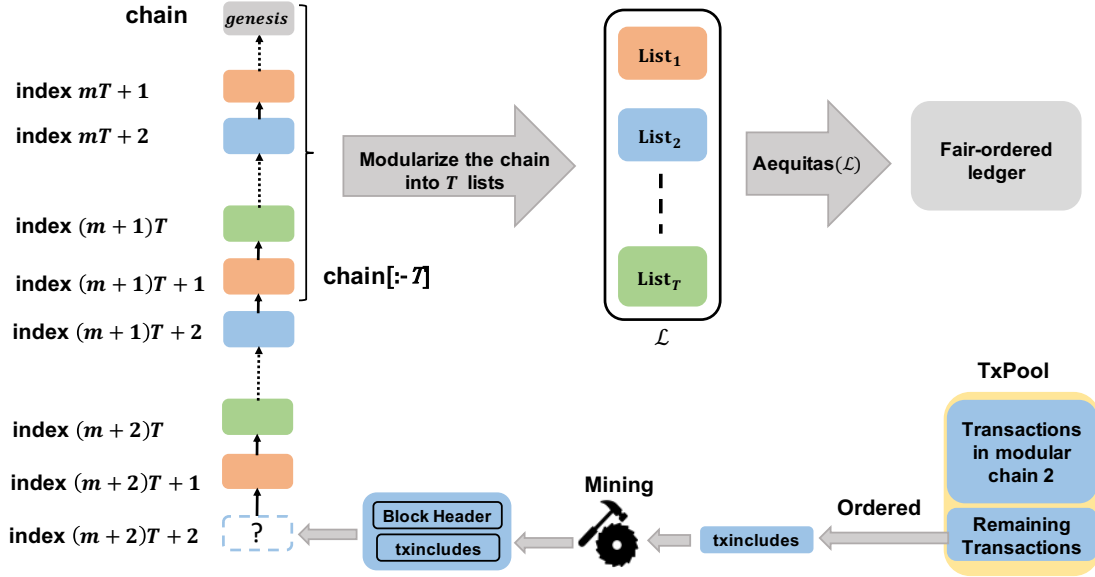 chain
genesis
index mT + 1
index mT + 2
index (m + 1)T
index (m + 1)T + 1
index (m + 1)T + 2
index (m + 2)T
index (m + 2)T + 1
index (m + 2)T + 2
?
chain[:-T]
Modularize the chain
into T lists
List₁
List₂
List_T
ℒ
Aequitas(ℒ)
Fair-ordered
ledger
TxPool
Transactions
in modular
chain 2
Remaining
Transactions
Ordered
txincludes
Mining
Block Header
txincludes